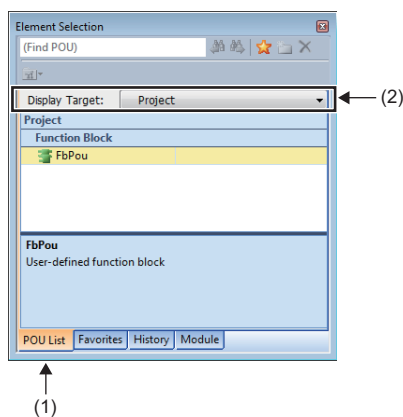 Element Selection
(Find POU)
Display Target: Project
(2)
Project
Function Block
FbPou
FbPou
User-defined function block
POU List Favorites History Module
(1)